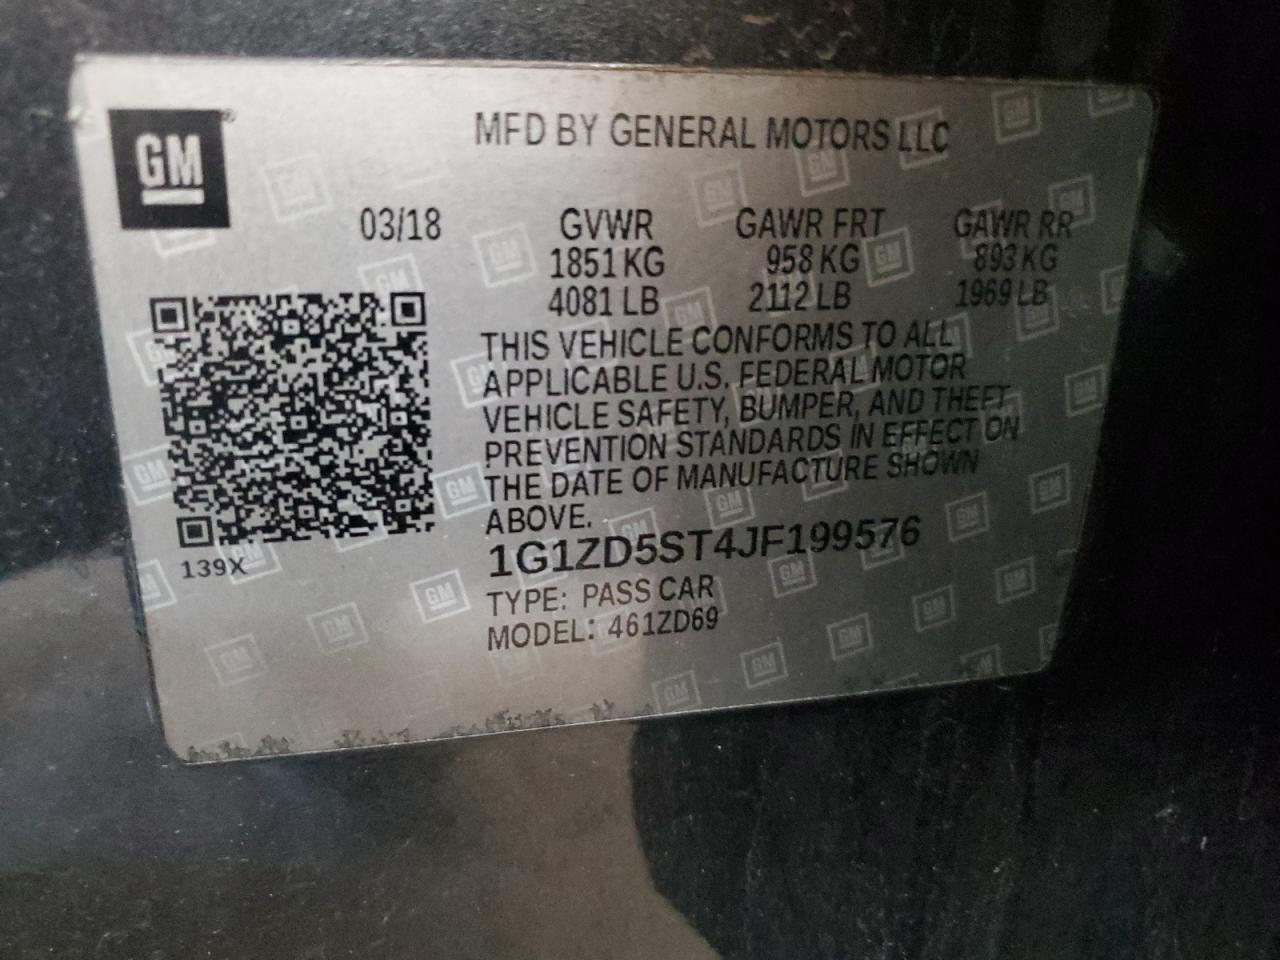 GM
MFD BY GENERAL MOTORS LLC
03/18 GVWR GAWR FRT GAWR RR
1851 KG 958 KG 893 KG
4081 LB 2112 LB 1969 LB
THIS VEHICLE CONFORMS TO ALL
APPLICABLE U.S. FEDERAL MOTOR
VEHICLE SAFETY, BUMPER, AND THEFT
PREVENTION STANDARDS IN EFFECT ON
THE DATE OF MANUFACTURE SHOWN
ABOVE.
139X
1G1ZD5ST4JF199576
TYPE: PASS CAR
MODEL: 461ZD69